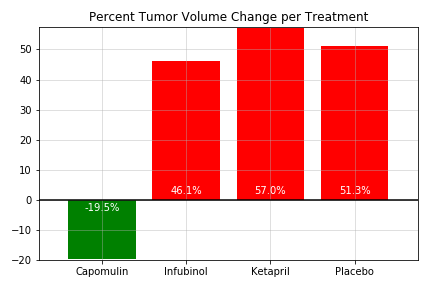 Percent Tumor Volume Change per Treatment
50
40
30
20
10
0
−10
−20
-19.5%
46.1%
57.0%
51.3%
Capomulin
Infubinol
Ketapril
Placebo